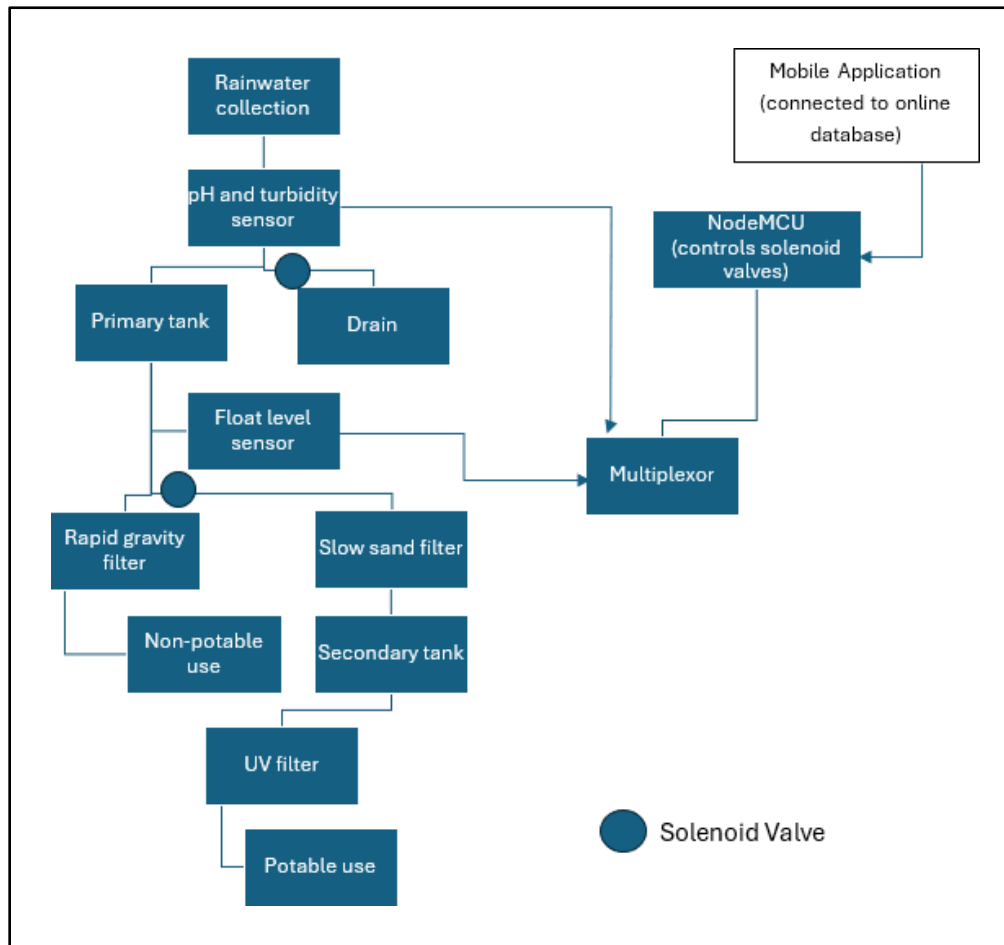 Rainwater
collection
Mobile Application
(connected to online
database)
pH and turbidity
sensor
NodeMCU
(controls solenoid
valves)
Primary tank
Drain
Float level
sensor
Multiplexor
Rapid gravity
filter
Slow sand filter
Non-potable
use
Secondary tank
UV filter
Solenoid Valve
Potable use